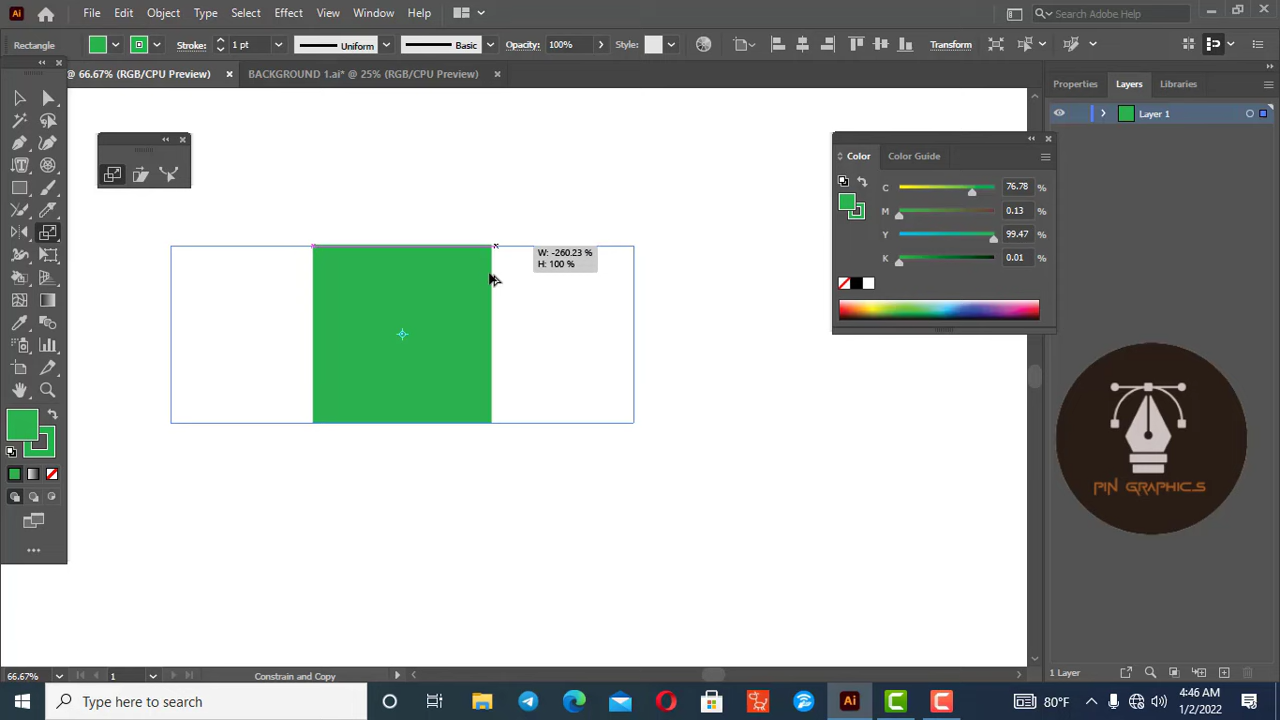 Ai File Edit Object Type Select Effect View Window Help Search Adobe Help
Rectangle Stroke: 1 pt Uniform Basic Opacity: 100% Style: Transform
@ 66.67% (RGB/CPU Preview) BACKGROUND 1.ai* @ 25% (RGB/CPU Preview)
Properties Layers Libraries
Layer 1
Color Color Guide
C 76.78 %
M 0.13 %
Y 99.47 %
K 0.01 %
W: -260.23 %
H: 100 %
PIN GRAPHICS
66.67% 1 Constrain and Copy
1 Layer
Type here to search
Ai
80°F
4:46 AM
1/2/2022